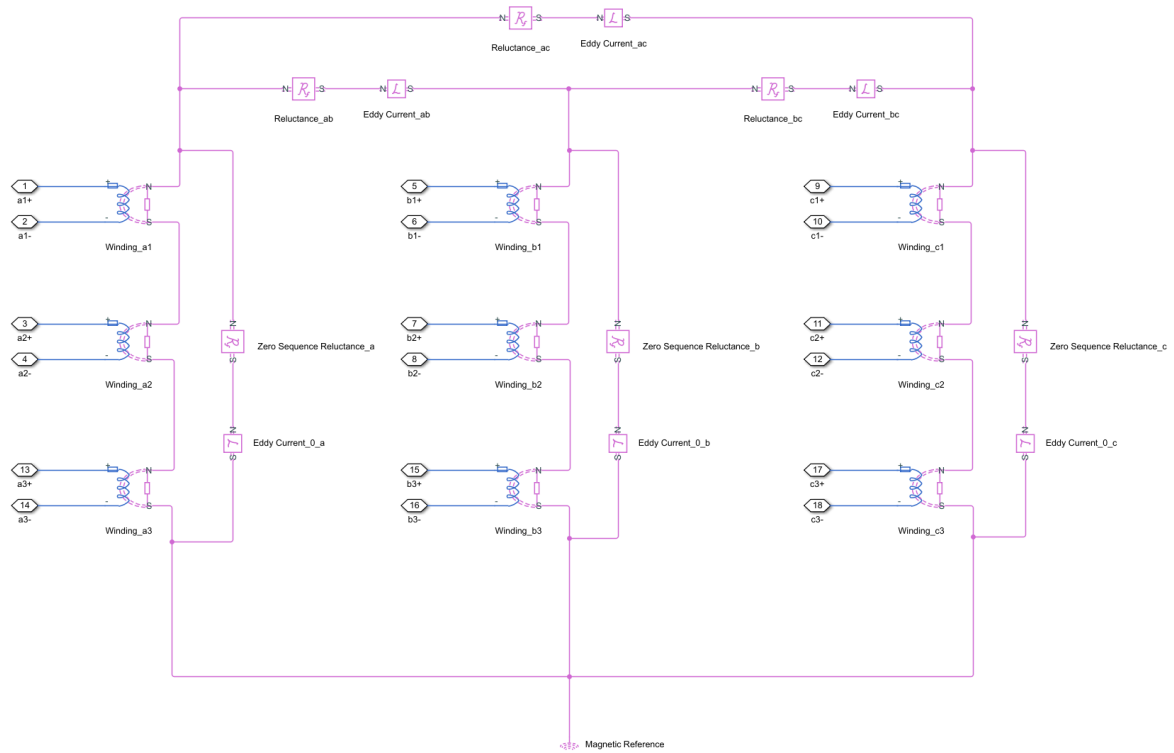 N R S N L S
Reluctance_ac Eddy Current_ac
N R S N L S N R S N L S
Reluctance_ab Eddy Current_ab Reluctance_bc Eddy Current_bc
1 + N 5 + N 9 + N
a1+ b1+ c1+
2 - S 6 - S 10 - S
a1- b1- c1-
Winding_a1 Winding_b1 Winding_c1
3 + N N 7 + N N 11 + N N
a2+ R Zero Sequence Reluctance_a b2+ R Zero Sequence Reluctance_b c2+ R Zero Sequence Reluctance_c
4 - S S 8 - S S 12 - S S
a2- b2- c2-
Winding_a2 Winding_b2 Winding_c2
N N N
L Eddy Current_0_a L Eddy Current_0_b L Eddy Current_0_c
S S S
13 + N 15 + N 17 + N
a3+ b3+ c3+
14 - S 16 - S 18 - S
a3- b3- c3-
Winding_a3 Winding_b3 Winding_c3
Magnetic Reference